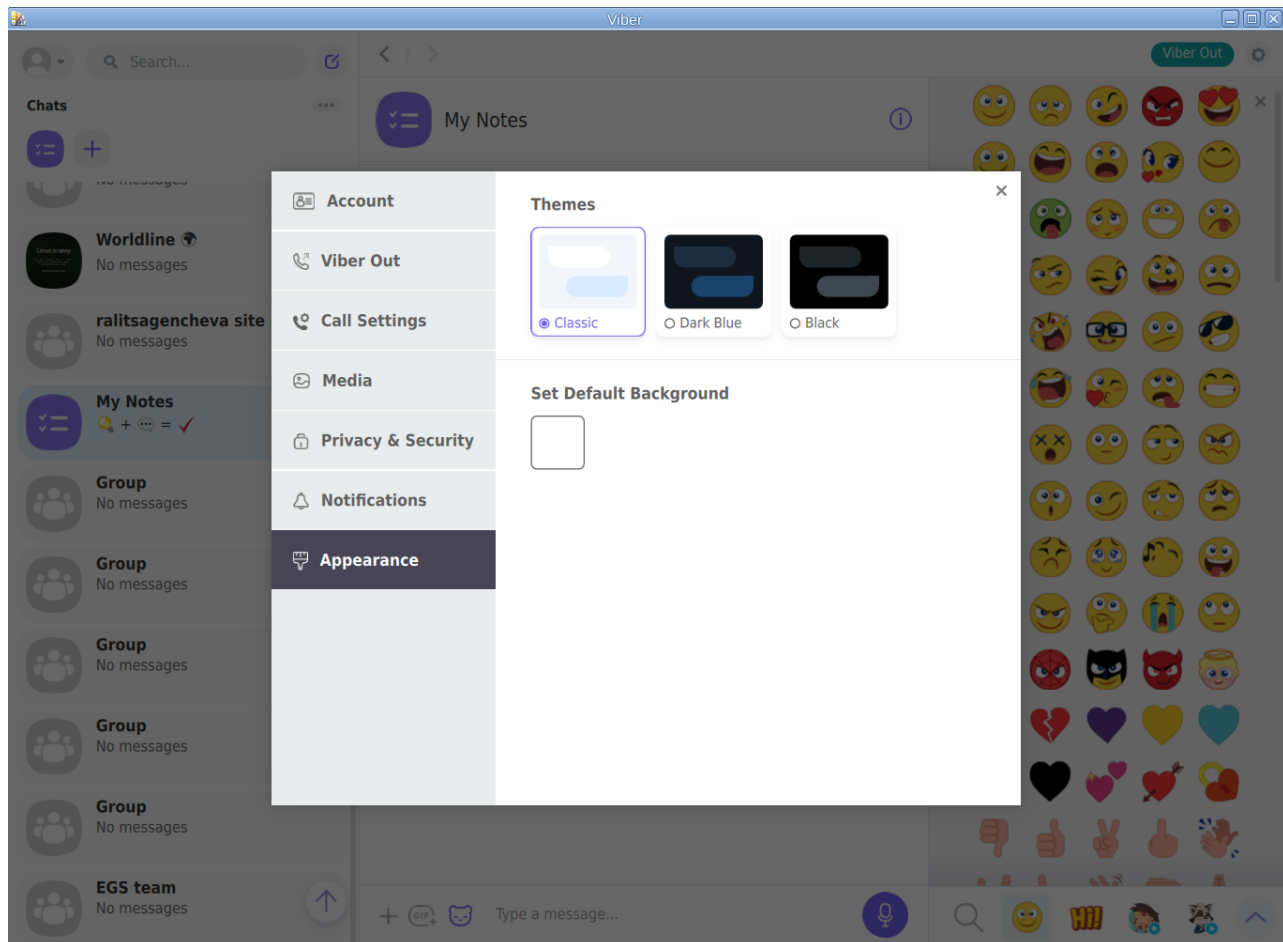 Viber
Search...
Viber Out
Chats
My Notes
No messages
Worldline
No messages
ralitsagencheva site
No messages
My Notes
+ = 
Group
No messages
Group
No messages
Group
No messages
Group
No messages
Group
No messages
EGS team
No messages
Account
Viber Out
Call Settings
Media
Privacy & Security
Notifications
Appearance
Themes
Classic
Dark Blue
Black
Set Default Background
GIF
Type a message...
Hi!